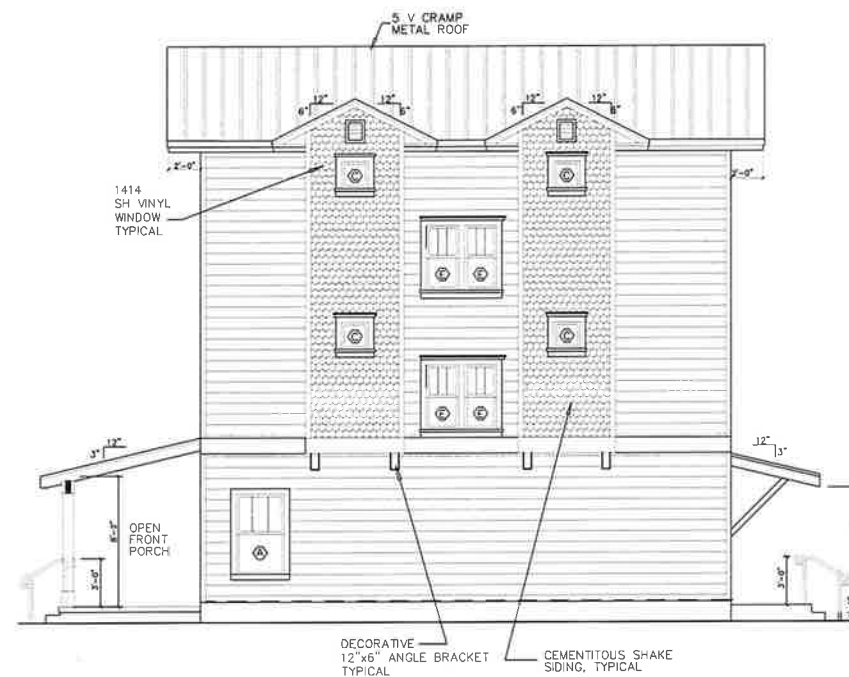 5 V CRAMP
METAL ROOF
12"
12"
6"
6"
12"
12"
6"
6"
2'-0"
2'-0"
C
C
1414
SH VINYL
WINDOW
TYPICAL
E
E
C
C
E
E
12"
3"
12"
3"
OPEN
FRONT
PORCH
3'-0"
A
3'-0"
DECORATIVE
12"x6" ANGLE BRACKET
TYPICAL
CEMENTITOUS SHAKE
SIDING, TYPICAL